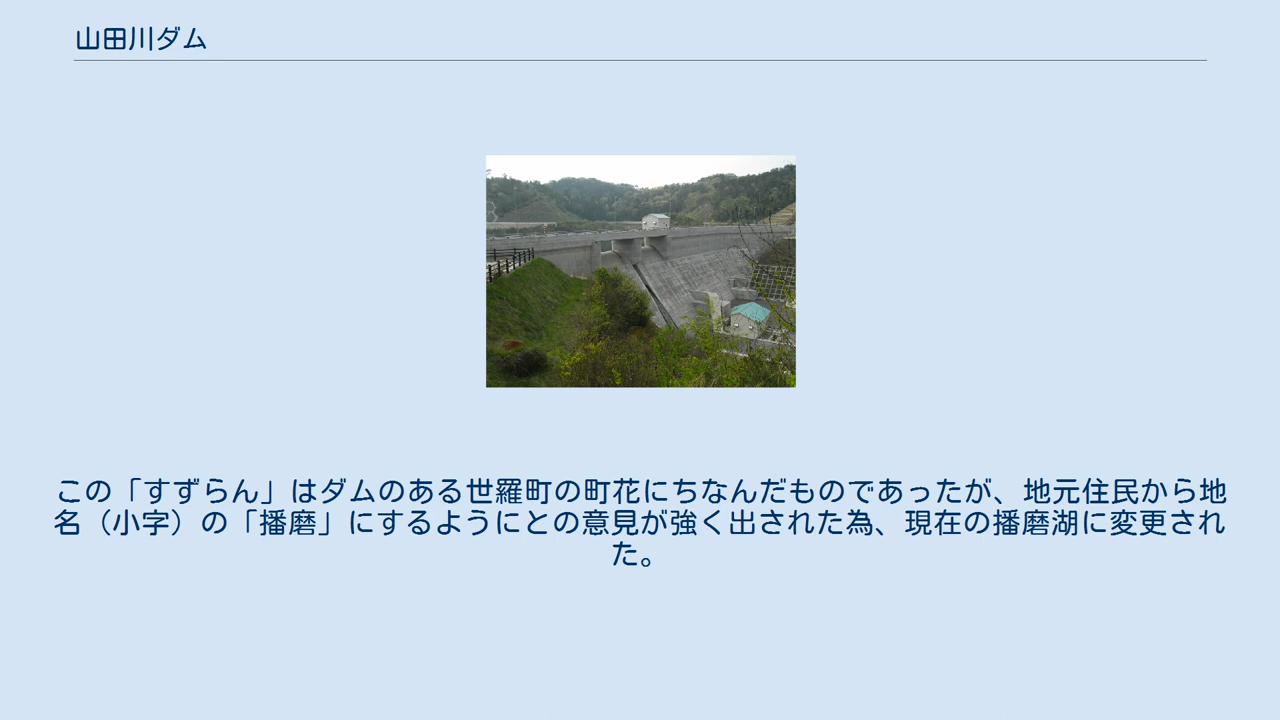 山田川ダム
この「すずらん」はダムのある世羅町の町花にちなんだものであったが、地元住民から地
名（小字）の「播磨」にするようにとの意見が強く出された為、現在の播磨湖に変更され
た。